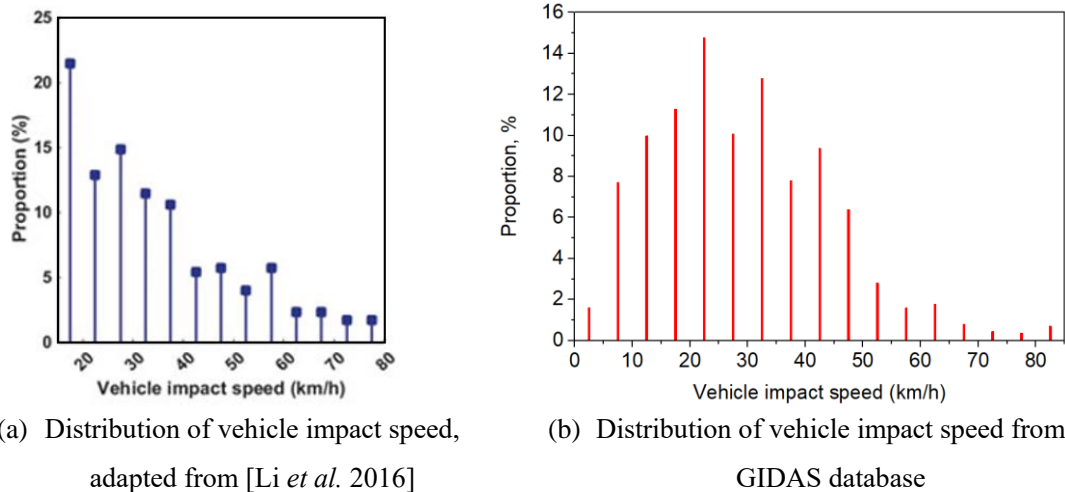 25
20
15
10
5
0
Proportion (%)
20 30 40 50 60 70 80
Vehicle impact speed (km/h)
16
14
12
10
8
6
4
2
0
Proportion, %
0 10 20 30 40 50 60 70 80
Vehicle impact speed (km/h)
a) Distribution of vehicle impact speed,
adapted from [Li et al. 2016]
(b) Distribution of vehicle impact speed from
GIDAS database